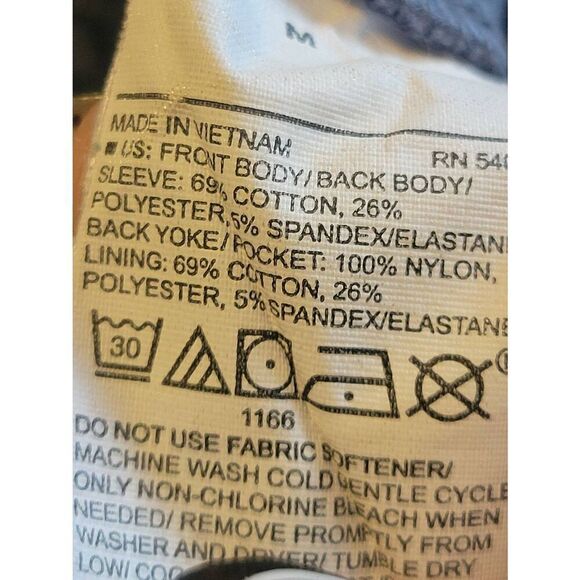 M
MADE IN VIETNAM
RN 540
US: FRONT BODY/ BACK BODY/
SLEEVE: 69% COTTON, 26%
POLYESTER, 5% SPANDEX/ELASTANE
BACK YOKE/ POCKET: 100% NYLON,
LINING: 69% COTTON, 26%
POLYESTER, 5% SPANDEX/ELASTANE
30
1166
DO NOT USE FABRIC SOFTENER/
MACHINE WASH COLD GENTLE CYCLE
ONLY NON-CHLORINE BLEACH WHEN
NEEDED/ REMOVE PROMPTLY FROM
WASHER AND DRYER/ TUMBLE DRY
LOW/